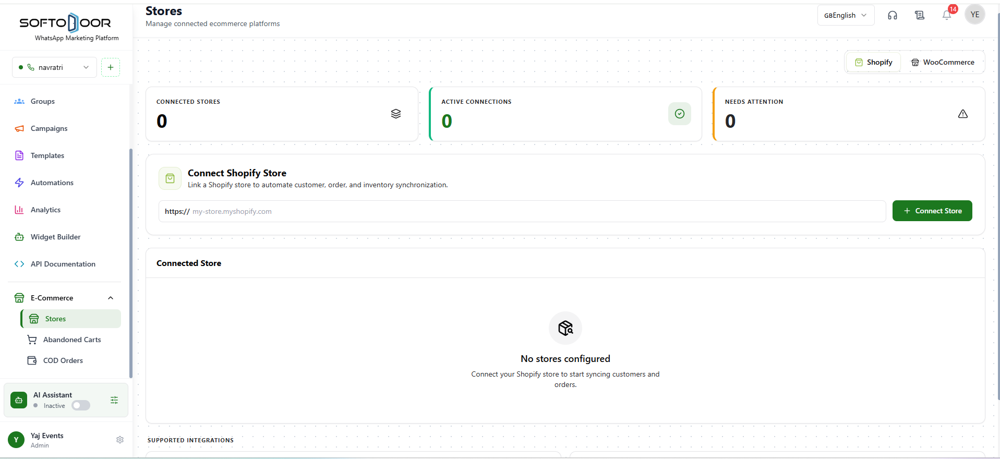 SOFTODOOR
WhatsApp Marketing Platform
navratri
Groups
Campaigns
Templates
Automations
Analytics
Widget Builder
API Documentation
E-Commerce
Stores
Abandoned Carts
COD Orders
AI Assistant
Inactive
Y
Yaj Events
Admin
Stores
Manage connected ecommerce platforms
GBEnglish
14
YE
Shopify
WooCommerce
CONNECTED STORES
0
ACTIVE CONNECTIONS
0
NEEDS ATTENTION
0
Connect Shopify Store
Link a Shopify store to automate customer, order, and inventory synchronization.
https:// my-store.myshopify.com
+ Connect Store
Connected Store
No stores configured
Connect your Shopify store to start syncing customers and
orders.
SUPPORTED INTEGRATIONS